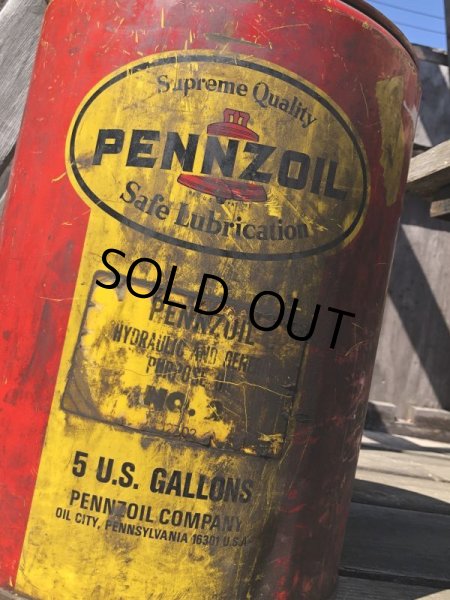 Supreme Quality
PENNZOIL
Safe Lubrication
SOLD OUT
PENNZOIL
HYDRAULIC AND
PURPOSE
NO.
5 U.S. GALLONS
PENNZOIL COMPANY
OIL CITY, PENNSYLVANIA 16301 U.S.A.